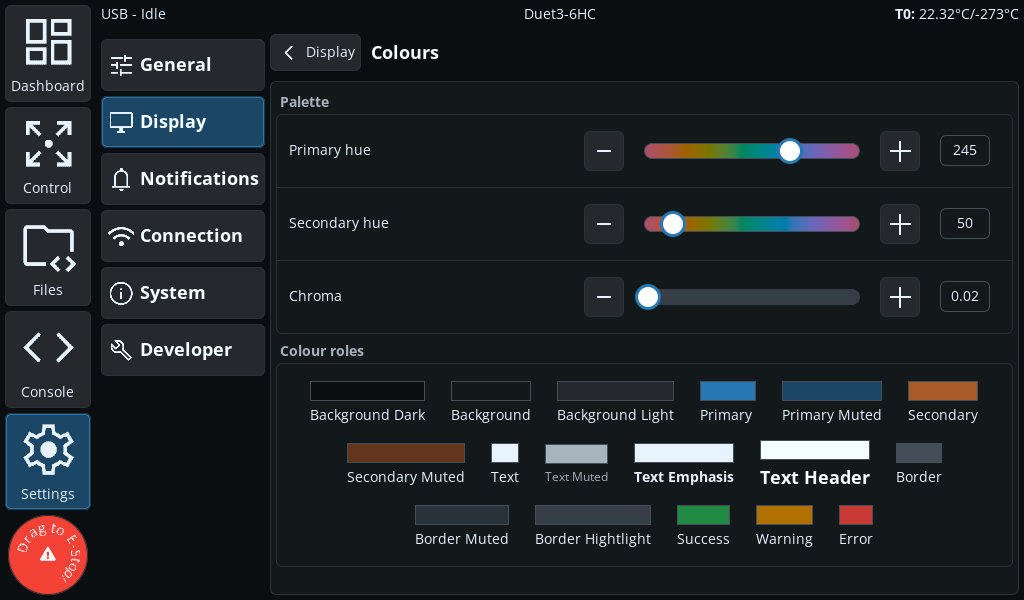 USB - Idle
Duet3-6HC
T0: 22.32°C/-273°C
Dashboard
Control
Files
Console
Settings
Drag to E-Stop!
General
Display
Notifications
Connection
System
Developer
Display
Colours
Palette
Primary hue
245
Secondary hue
50
Chroma
0.02
Colour roles
Background Dark
Background
Background Light
Primary
Primary Muted
Secondary
Secondary Muted
Text
Text Muted
Text Emphasis
Text Header
Border
Border Muted
Border Hightlight
Success
Warning
Error